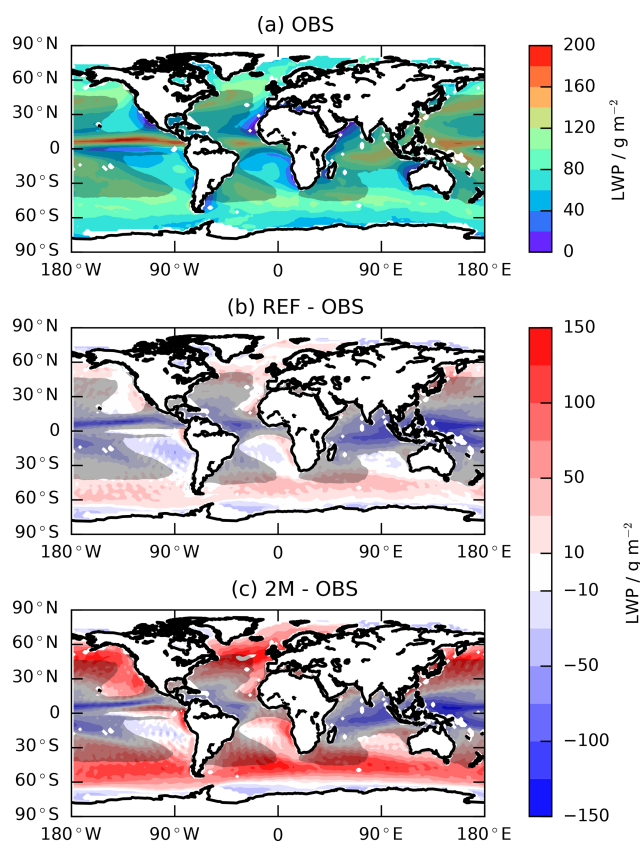 (a) OBS
90°N
60°N
30°N
0
30°S
60°S
90°S
180°W 90°W 0 90°E 180°E
200
160
120
80
40
0
LWP / g m−2
(b) REF - OBS
90°N
60°N
30°N
0
30°S
60°S
90°S
180°W 90°W 0 90°E 180°E
(c) 2M - OBS
90°N
60°N
30°N
0
30°S
60°S
90°S
180°W 90°W 0 90°E 180°E
150
100
50
10
−10
−50
−100
−150
LWP / g m−2